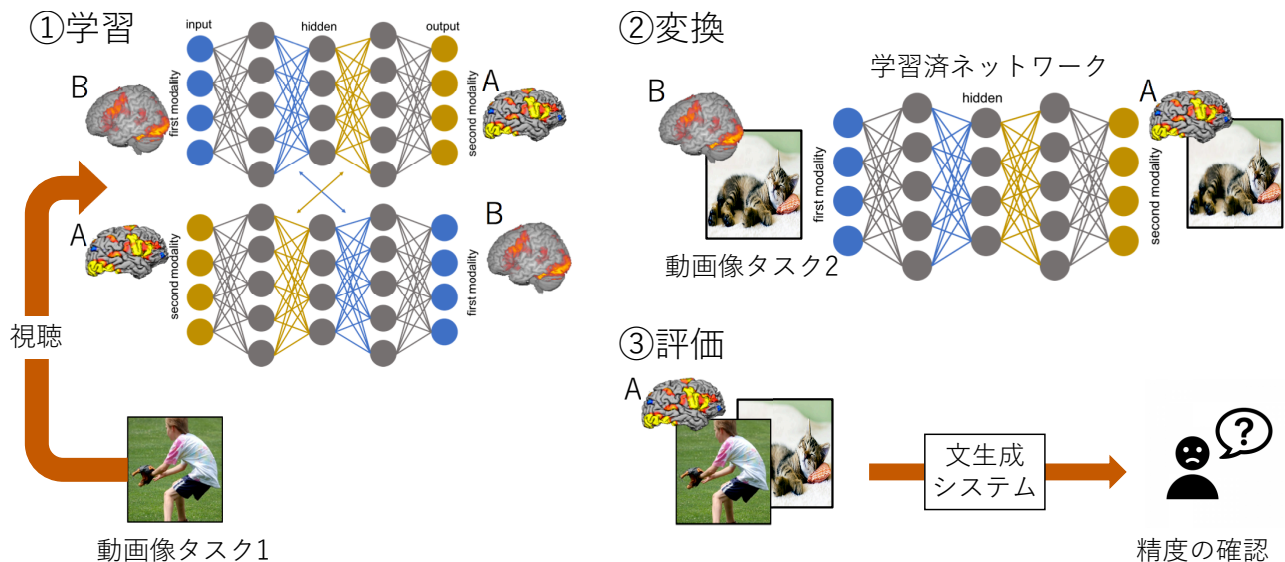 ①学習
input
hidden
output
B
first modality
A
second modality
A
second modality
B
first modality
視聴
動画像タスク1
②変換
学習済ネットワーク
B
hidden
A
first modality
second modality
動画像タスク2
③評価
A
文生成
システム
?
精度の確認